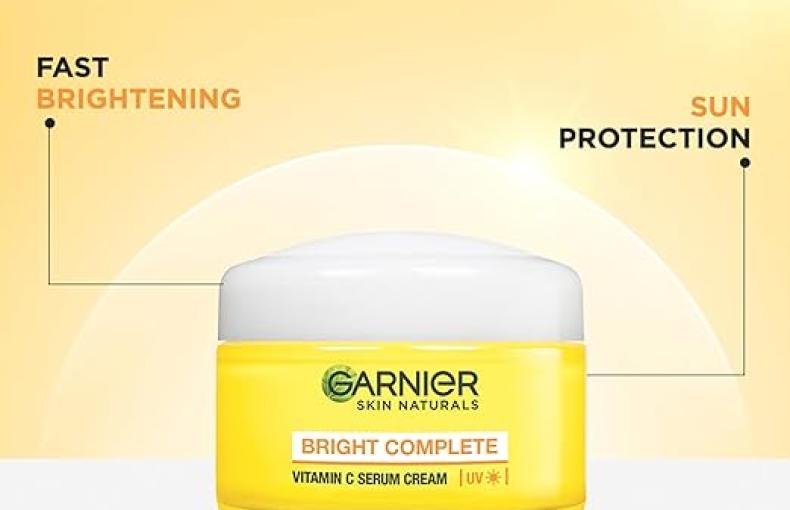 FAST
BRIGHTENING
SUN
PROTECTION
GARNIER
SKIN NATURALS
BRIGHT COMPLETE
VITAMIN C SERUM CREAM | UV |